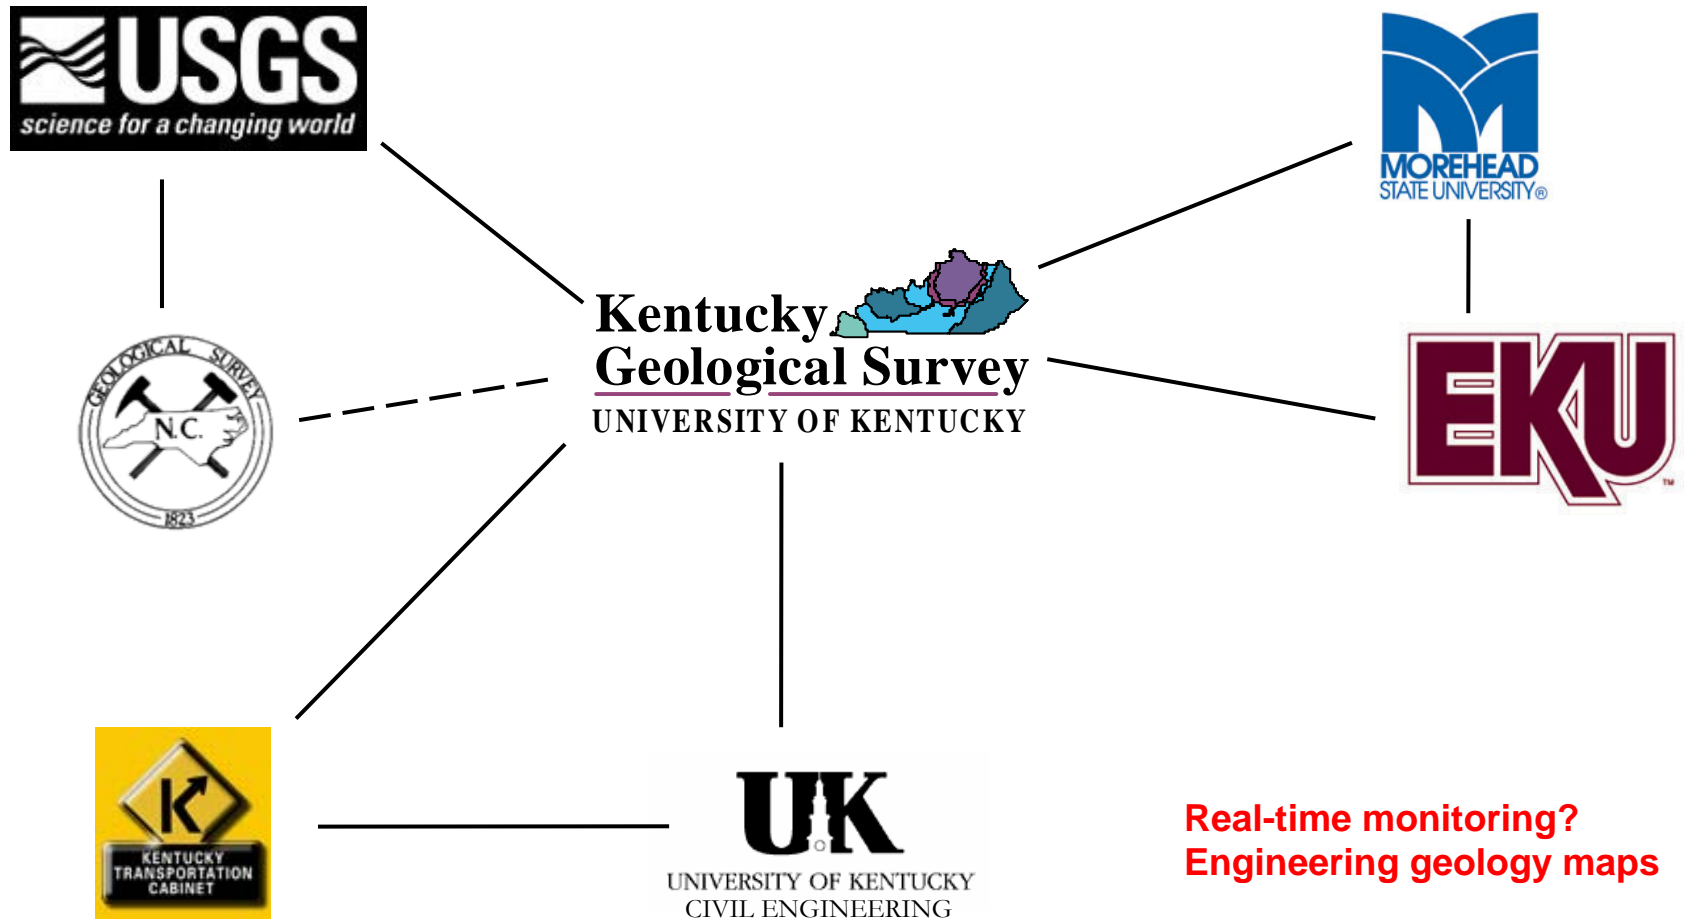 USGS
science for a changing world
MOREHEAD
STATE UNIVERSITY®
Kentucky
Geological Survey
UNIVERSITY OF KENTUCKY
GEOLOGICAL SURVEY
N.C.
1823
EKU
TM
K
KENTUCKY
TRANSPORTATION
CABINET
UK
UNIVERSITY OF KENTUCKY
CIVIL ENGINEERING
Real-time monitoring?
Engineering geology maps